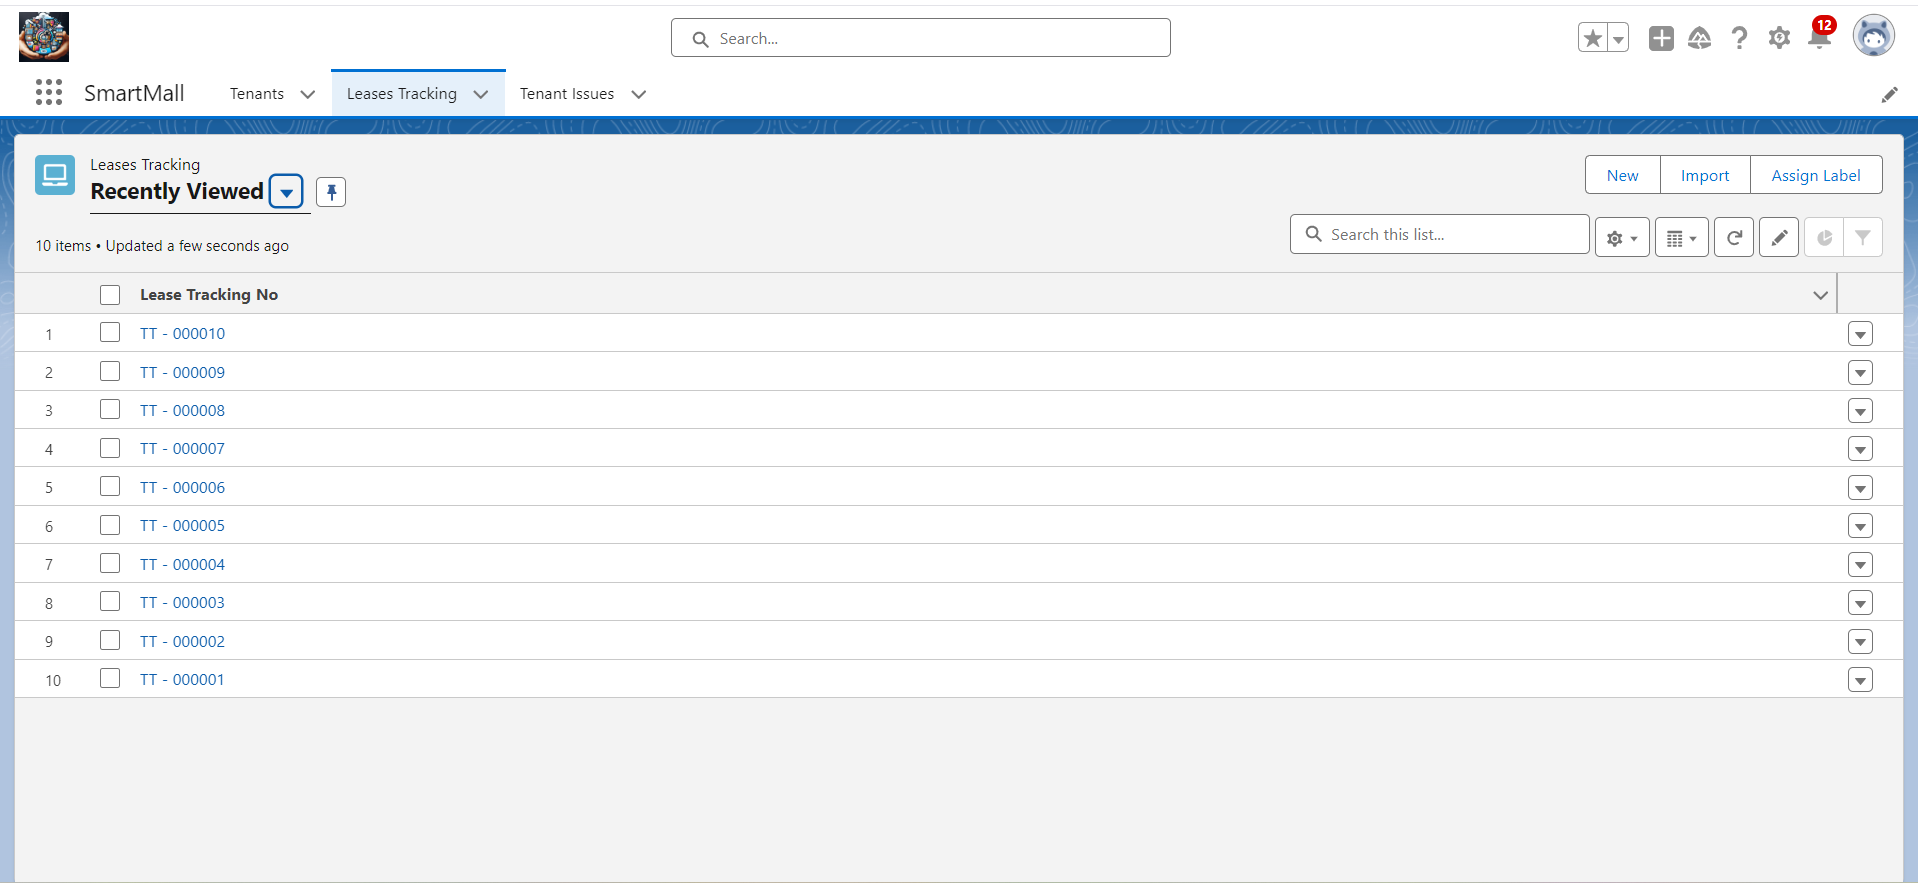 Search...
12
SmartMall
Tenants
Leases Tracking
Tenant Issues
Leases Tracking
Recently Viewed
New
Import
Assign Label
10 items • Updated a few seconds ago
Search this list...
Lease Tracking No
1 TT - 000010
2 TT - 000009
3 TT - 000008
4 TT - 000007
5 TT - 000006
6 TT - 000005
7 TT - 000004
8 TT - 000003
9 TT - 000002
10 TT - 000001